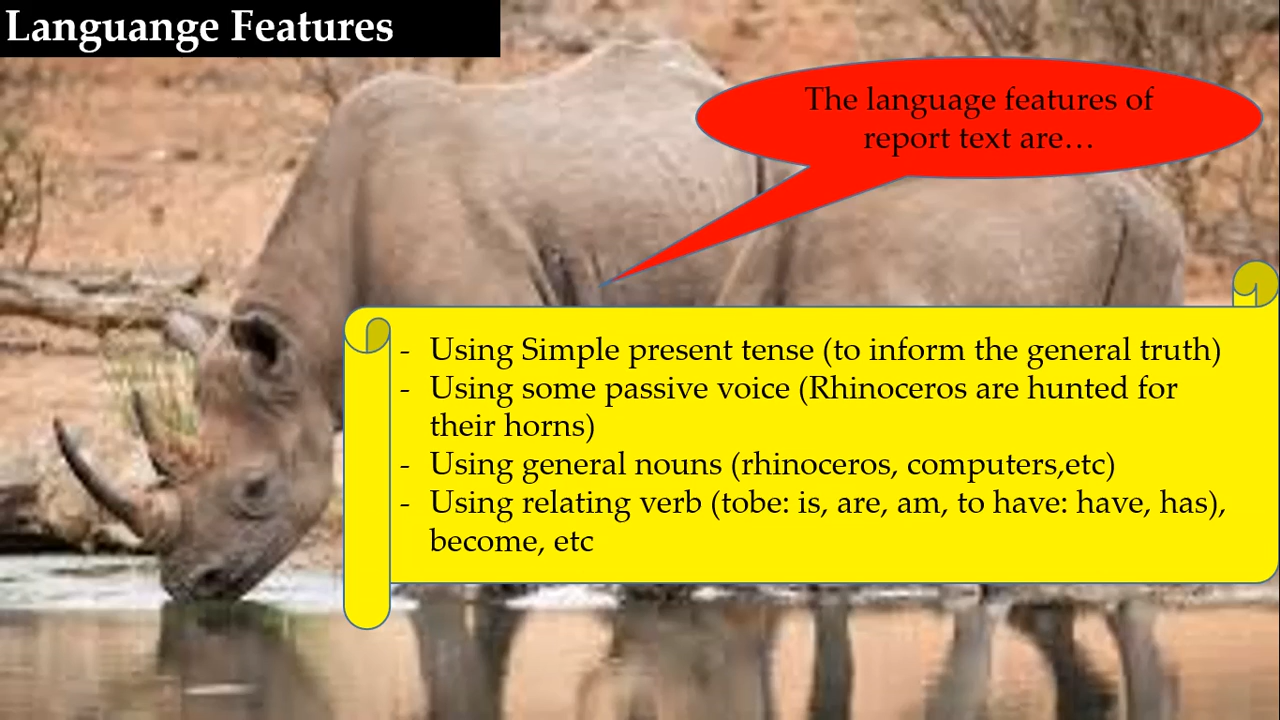 Languange Features
The language features of
report text are…
- Using Simple present tense (to inform the general truth)
- Using some passive voice (Rhinoceros are hunted for
their horns)
- Using general nouns (rhinoceros, computers,etc)
- Using relating verb (tobe: is, are, am, to have: have, has),
become, etc